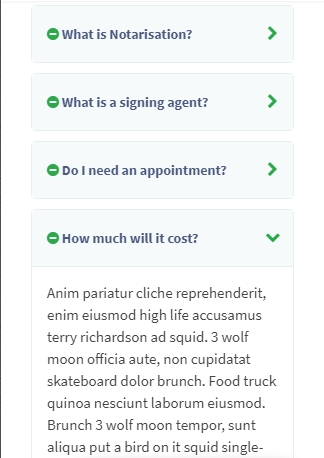 What is Notarisation?
What is a signing agent?
Do I need an appointment?
How much will it cost?
Anim pariatur cliche reprehenderit,
enim eiusmod high life accusamus
terry richardson ad squid. 3 wolf
moon officia aute, non cupidatat
skateboard dolor brunch. Food truck
quinoa nesciunt laborum eiusmod.
Brunch 3 wolf moon tempor, sunt
aliqua put a bird on it squid single-